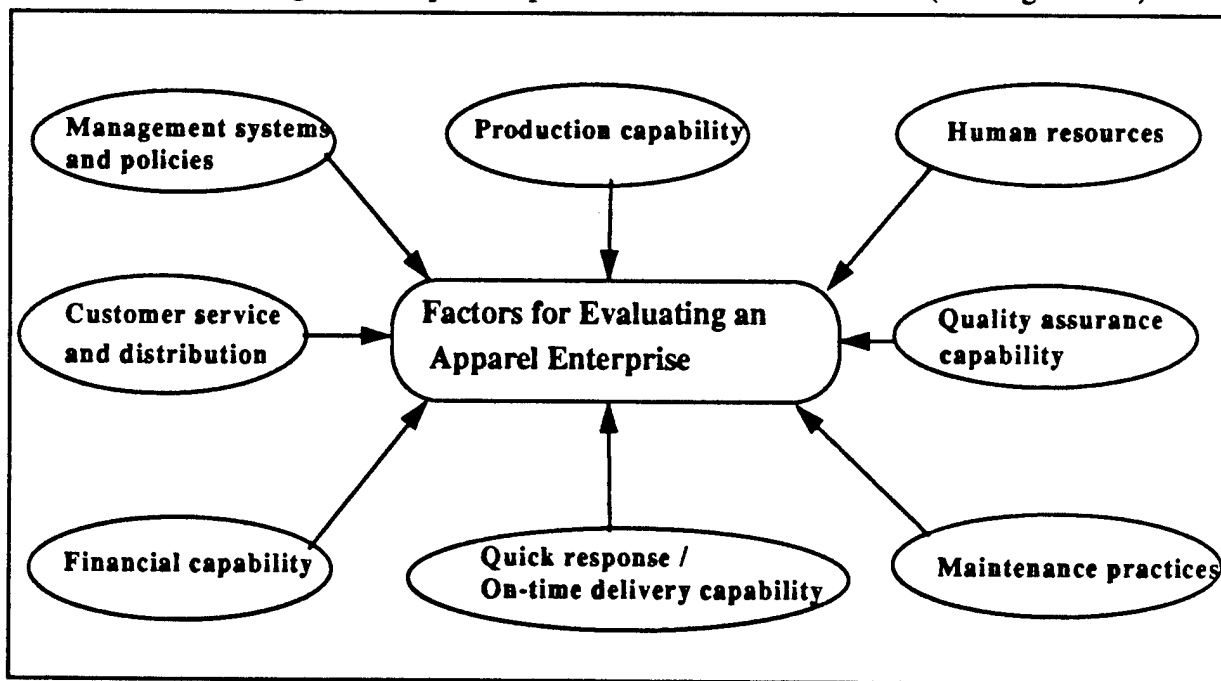 Management systems
and policies
Production capability
Human resources
Customer service
and distribution
Factors for Evaluating an
Apparel Enterprise
Quality assurance
capability
Financial capability
Quick response /
On-time delivery capability
Maintenance practices